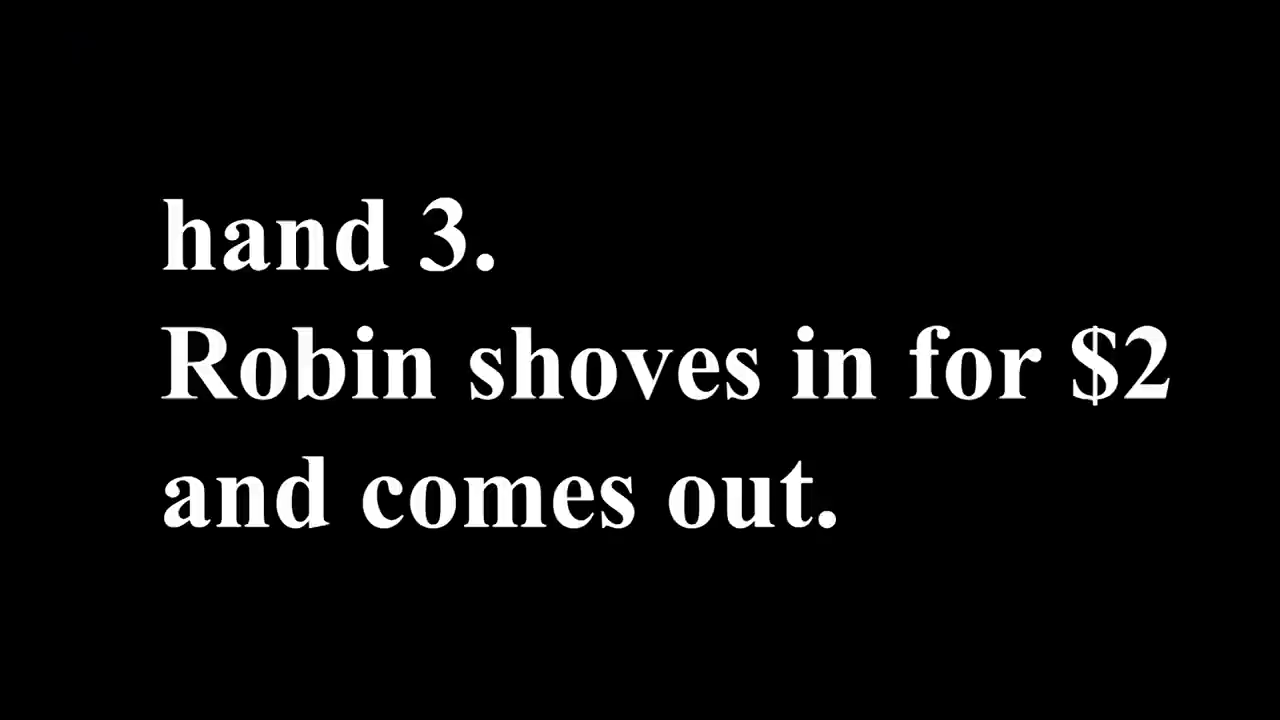 hand 3.
Robin shoves in for $2
and comes out.